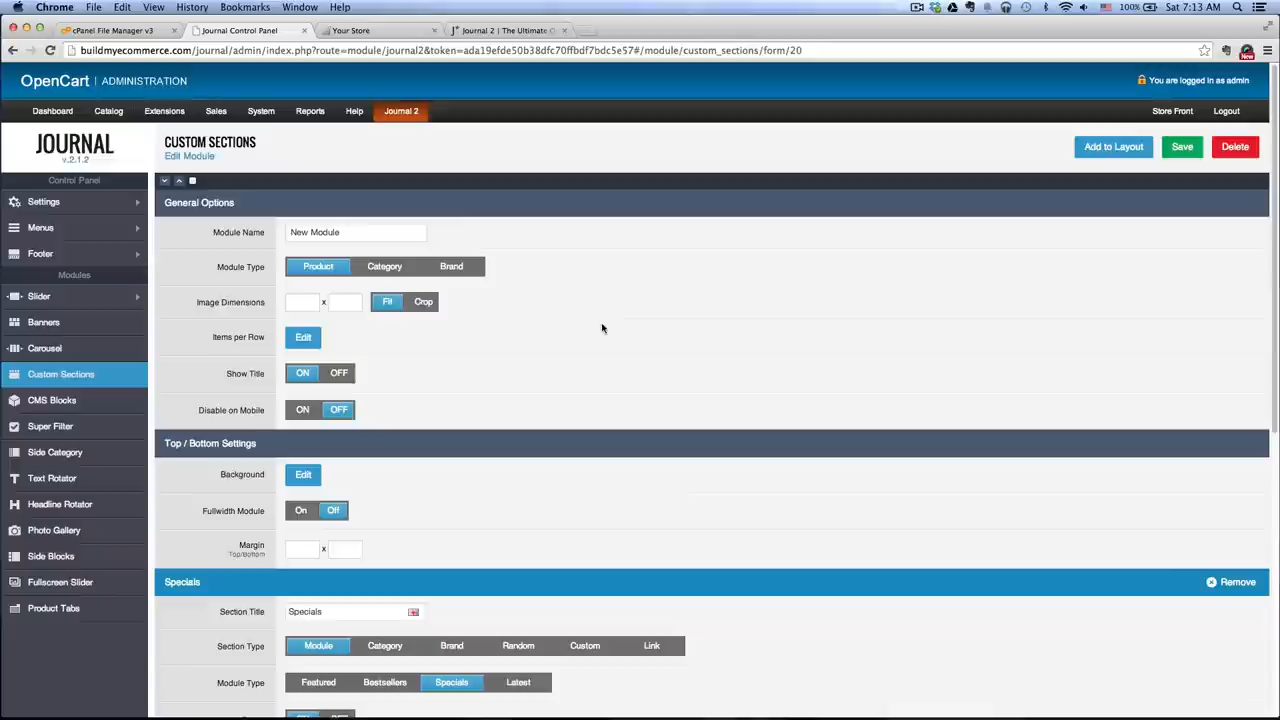 Chrome File Edit View History Bookmarks Window Help 100% Sat 7:13 AM
cPanel File Manager v3 Journal Control Panel Your Store Journal 2 | The Ultimate O
buildmyecommerce.com/journal/admin/index.php?route=module/journal2&token=ada19efde50b38dfc70ffbdf7bdc5e57#/module/custom_sections/form/20
New
OpenCart | ADMINISTRATION You are logged in as admin
Dashboard Catalog Extensions Sales System Reports Help Journal 2 Store Front Logout
JOURNAL
v.2.1.2
Control Panel
Settings
Menus
Footer
Modules
Slider
Banners
Carousel
Custom Sections
CMS Blocks
Super Filter
Side Category
Text Rotator
Headline Rotator
Photo Gallery
Side Blocks
Fullscreen Slider
Product Tabs
CUSTOM SECTIONS
Edit Module
Add to Layout Save Delete
General Options
Module Name New Module
Module Type Product Category Brand
Image Dimensions x Fit Crop
Items per Row Edit
Show Title ON OFF
Disable on Mobile ON OFF
Top / Bottom Settings
Background Edit
Fullwidth Module On Off
Margin x
Top/Bottom
Specials Remove
Section Title Specials
Section Type Module Category Brand Random Custom Link
Module Type Featured Bestsellers Specials Latest